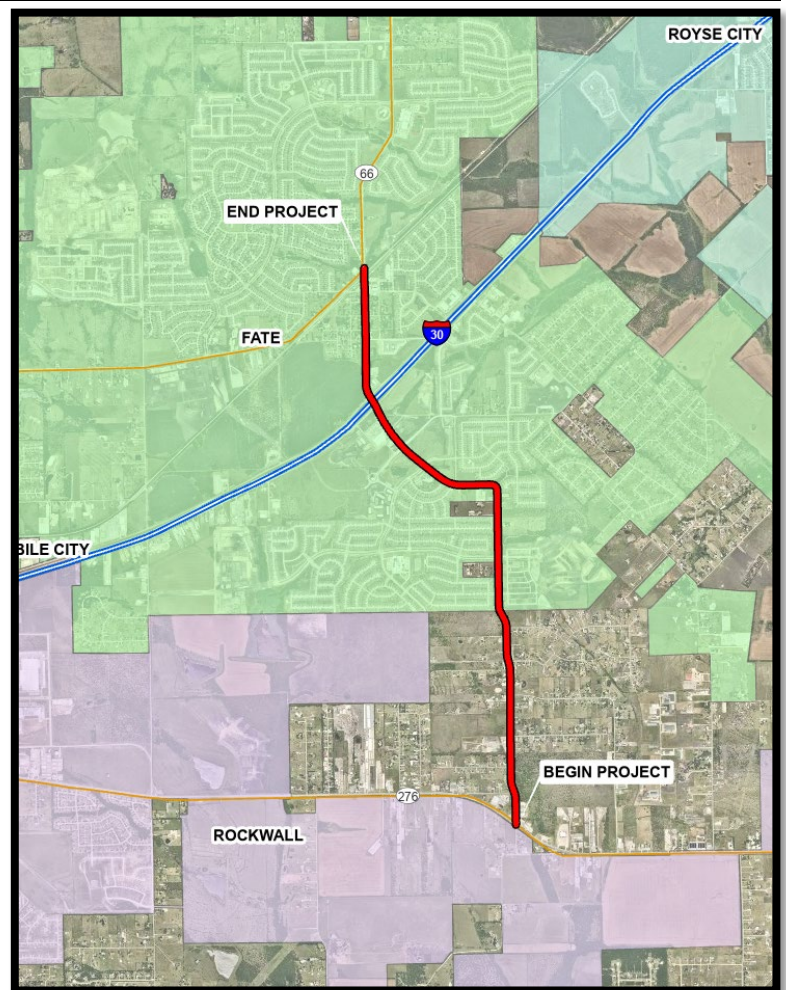 ROYSE CITY
66
END PROJECT
FATE
30
BILE CITY
BEGIN PROJECT
276
ROCKWALL